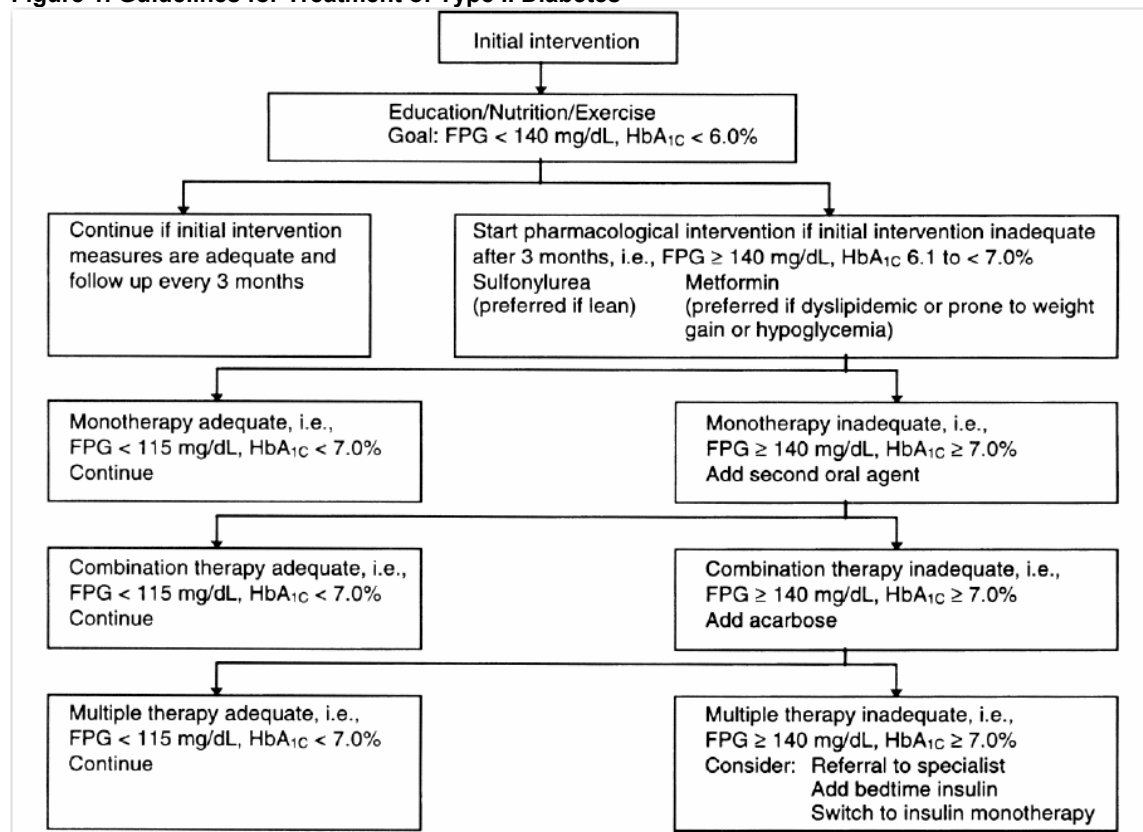 Figure 1. Guidelines for Treatment of Type II Diabetes
Initial intervention
Education/Nutrition/Exercise
Goal: FPG < 140 mg/dL, HbA1C < 6.0%
Continue if initial intervention
measures are adequate and
follow up every 3 months
Start pharmacological intervention if initial intervention inadequate
after 3 months, i.e., FPG ≥ 140 mg/dL, HbA1C 6.1 to < 7.0%
Sulfonylurea Metformin
(preferred if lean) (preferred if dyslipidemic or prone to weight
gain or hypoglycemia)
Monotherapy adequate, i.e.,
FPG < 115 mg/dL, HbA1C < 7.0%
Continue
Monotherapy inadequate, i.e.,
FPG ≥ 140 mg/dL, HbA1C ≥ 7.0%
Add second oral agent
Combination therapy adequate, i.e.,
FPG < 115 mg/dL, HbA1C < 7.0%
Continue
Combination therapy inadequate, i.e.,
FPG ≥ 140 mg/dL, HbA1C ≥ 7.0%
Add acarbose
Multiple therapy adequate, i.e.,
FPG < 115 mg/dL, HbA1C < 7.0%
Continue
Multiple therapy inadequate, i.e.,
FPG ≥ 140 mg/dL, HbA1C ≥ 7.0%
Consider: Referral to specialist
Add bedtime insulin
Switch to insulin monotherapy